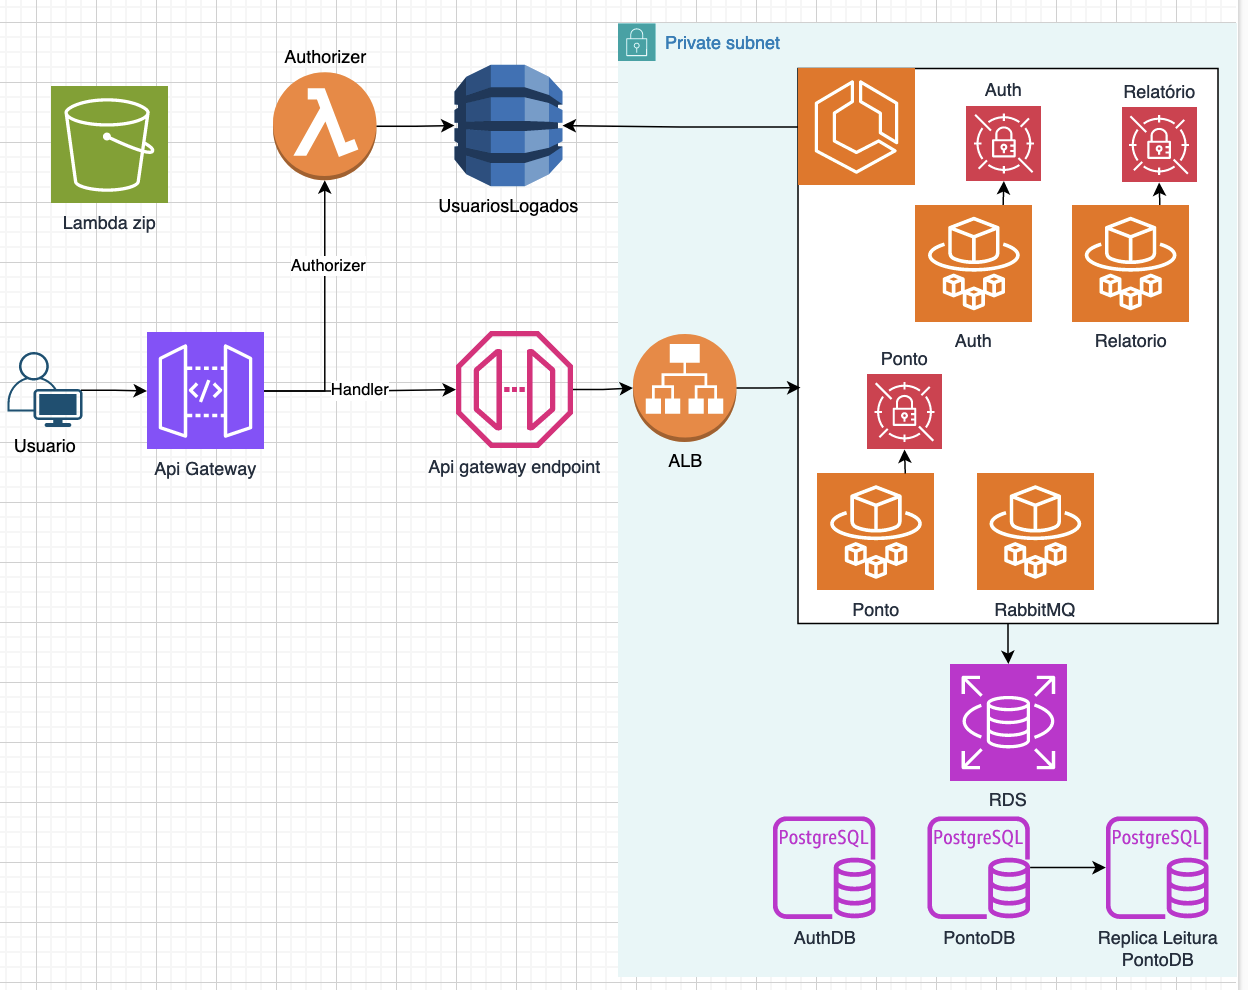 Private subnet
Authorizer
Lambda zip
UsuariosLogados
Auth
Relatório
Authorizer
Auth
Relatorio
Usuario
Api Gateway
</>
Handler
Api gateway endpoint
ALB
Ponto
Ponto
RabbitMQ
RDS
PostgreSQL
PostgreSQL
PostgreSQL
AuthDB
PontoDB
Replica Leitura
PontoDB